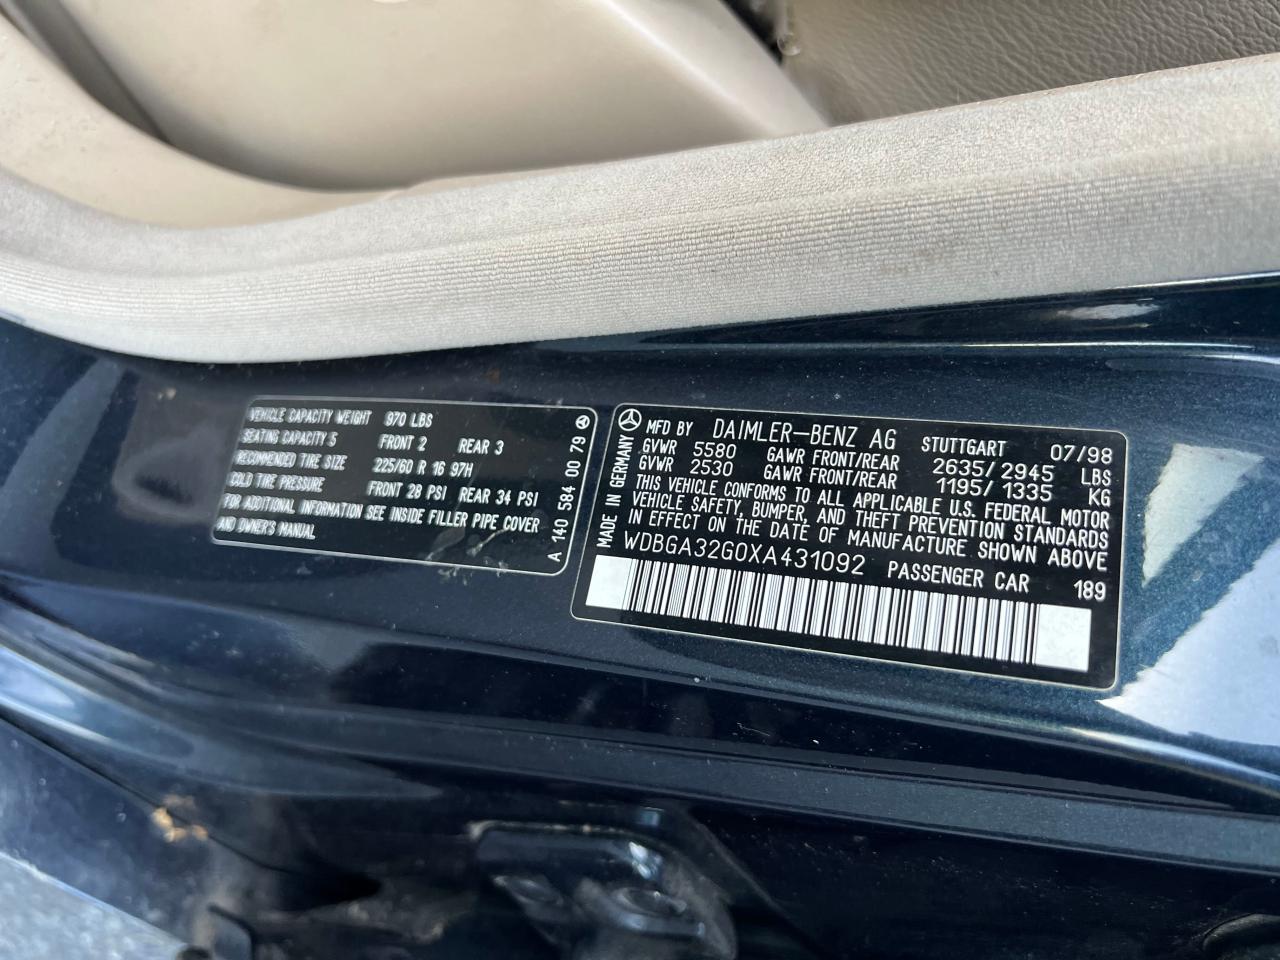 VEHICLE CAPACITY WEIGHT 970 LBS
SEATING CAPACITY 5 FRONT 2 REAR 3
RECOMMENDED TIRE SIZE 225/60 R 16 97H
COLD TIRE PRESSURE FRONT 28 PSI REAR 34 PSI
FOR ADDITIONAL INFORMATION SEE INSIDE FILLER PIPE COVER
AND OWNER'S MANUAL
A 140 584 00 79
MADE IN GERMANY
MFD BY DAIMLER-BENZ AG STUTTGART 07/98
GVWR 5580 GAWR FRONT/REAR 2635/2945 LBS
GVWR 2530 GAWR FRONT/REAR 1195/1335 KG
THIS VEHICLE CONFORMS TO ALL APPLICABLE U.S. FEDERAL MOTOR
VEHICLE SAFETY, BUMPER, AND THEFT PREVENTION STANDARDS
IN EFFECT ON THE DATE OF MANUFACTURE SHOWN ABOVE
WDBGA32G0XA431092 PASSENGER CAR 189